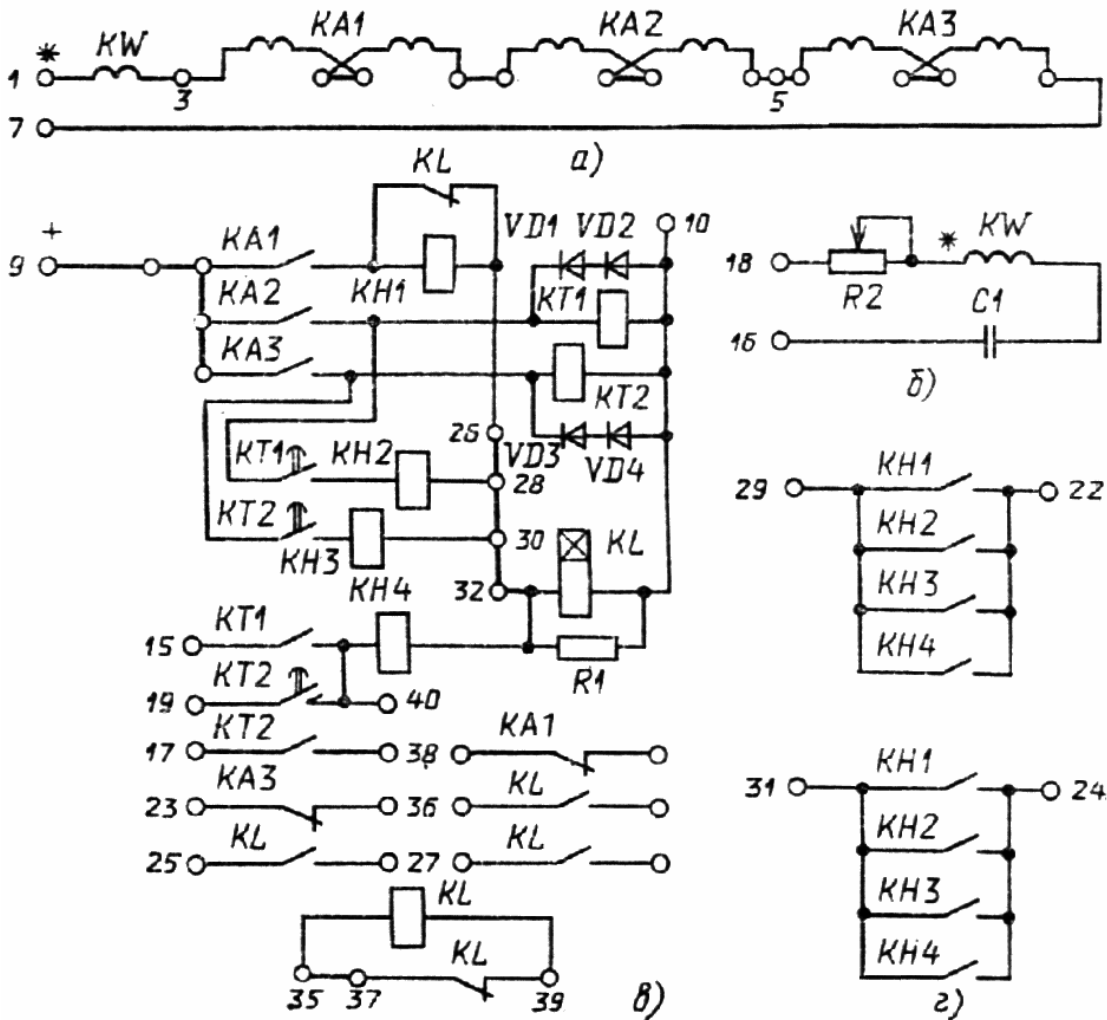 * KW KA1 KA2 KA3
1 3 5
7
а)
KL
+ VD1 VD2 10
9 KA1 KH1 KT1
KA2
KA3 KT2
26 VD3 VD4
KT1 KH2 28
KT2 KH3 30 KL
KH4 32
15 KT1 R1
19 KT2 40
17 KT2 38 KA1
23 KA3 36 KL
25 KL 27 KL
KL
KL
35 37 39
в)
18 R2 * KW
16 C1
б)
29 KH1 22
KH2
KH3
KH4
31 KH1 24
KH2
KH3
KH4
г)